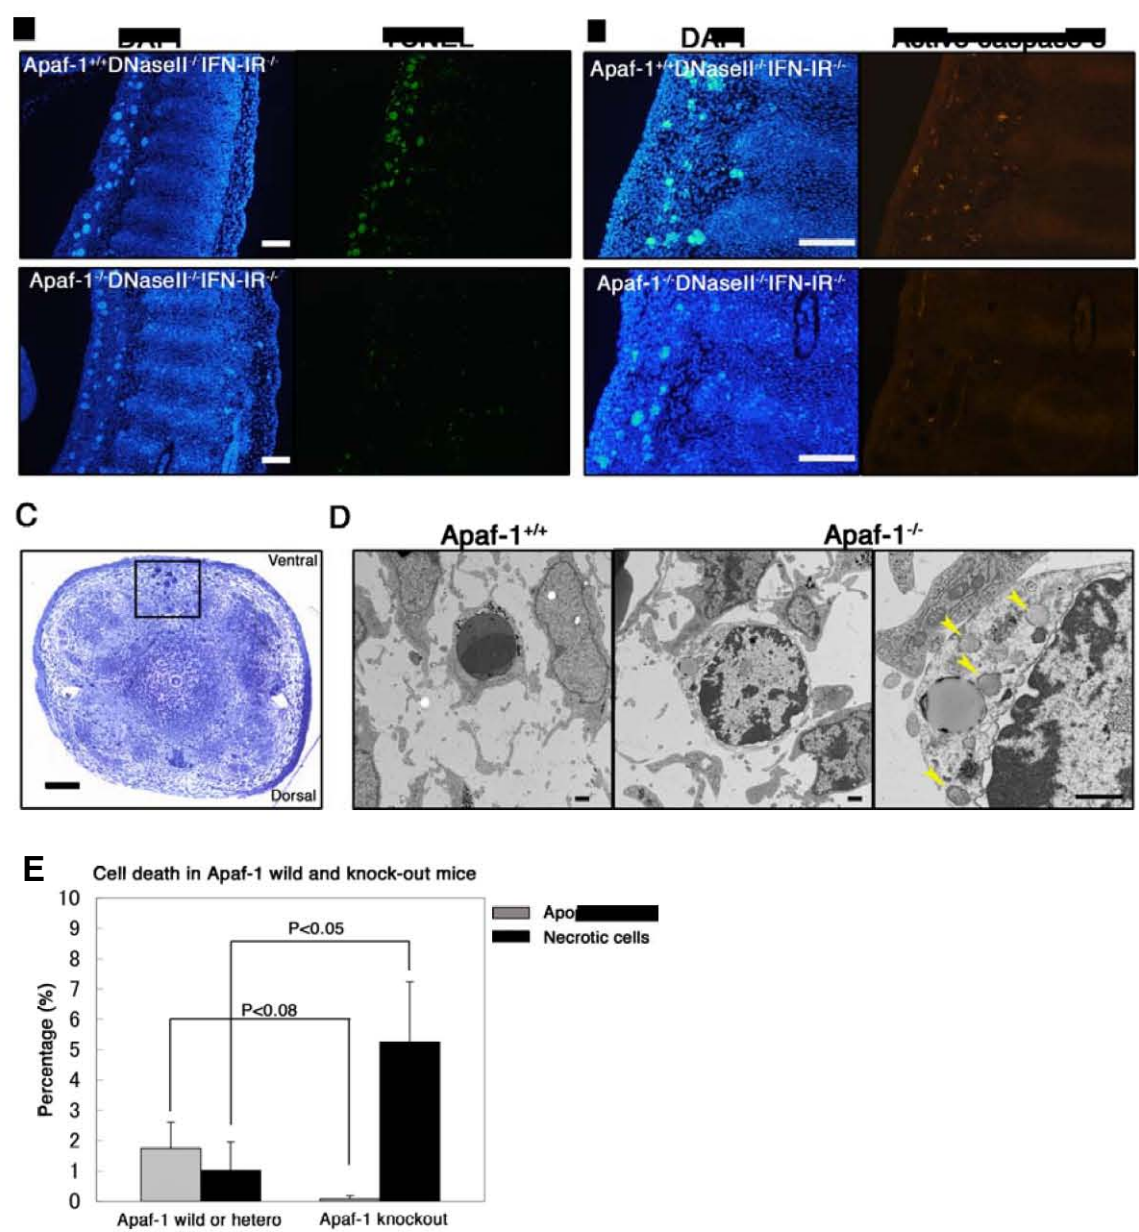 DAPI
Apaf-1+/+DNaseII-/-IFN-IR-/-
Apaf-1+/+DNaseII-/-IFN-IR-/-
Apaf-1-/-DNaseII-/-IFN-IR-/-
Apaf-1-/-DNaseII-/-IFN-IR-/-
C
Ventral
Dorsal
D
Apaf-1+/+
Apaf-1-/-
E
Cell death in Apaf-1 wild and knock-out mice
Percentage (%)
10
9
8
7
6
5
4
3
2
1
0
P<0.05
P<0.08
Necrotic cells
Apaf-1 wild or hetero
Apaf-1 knockout